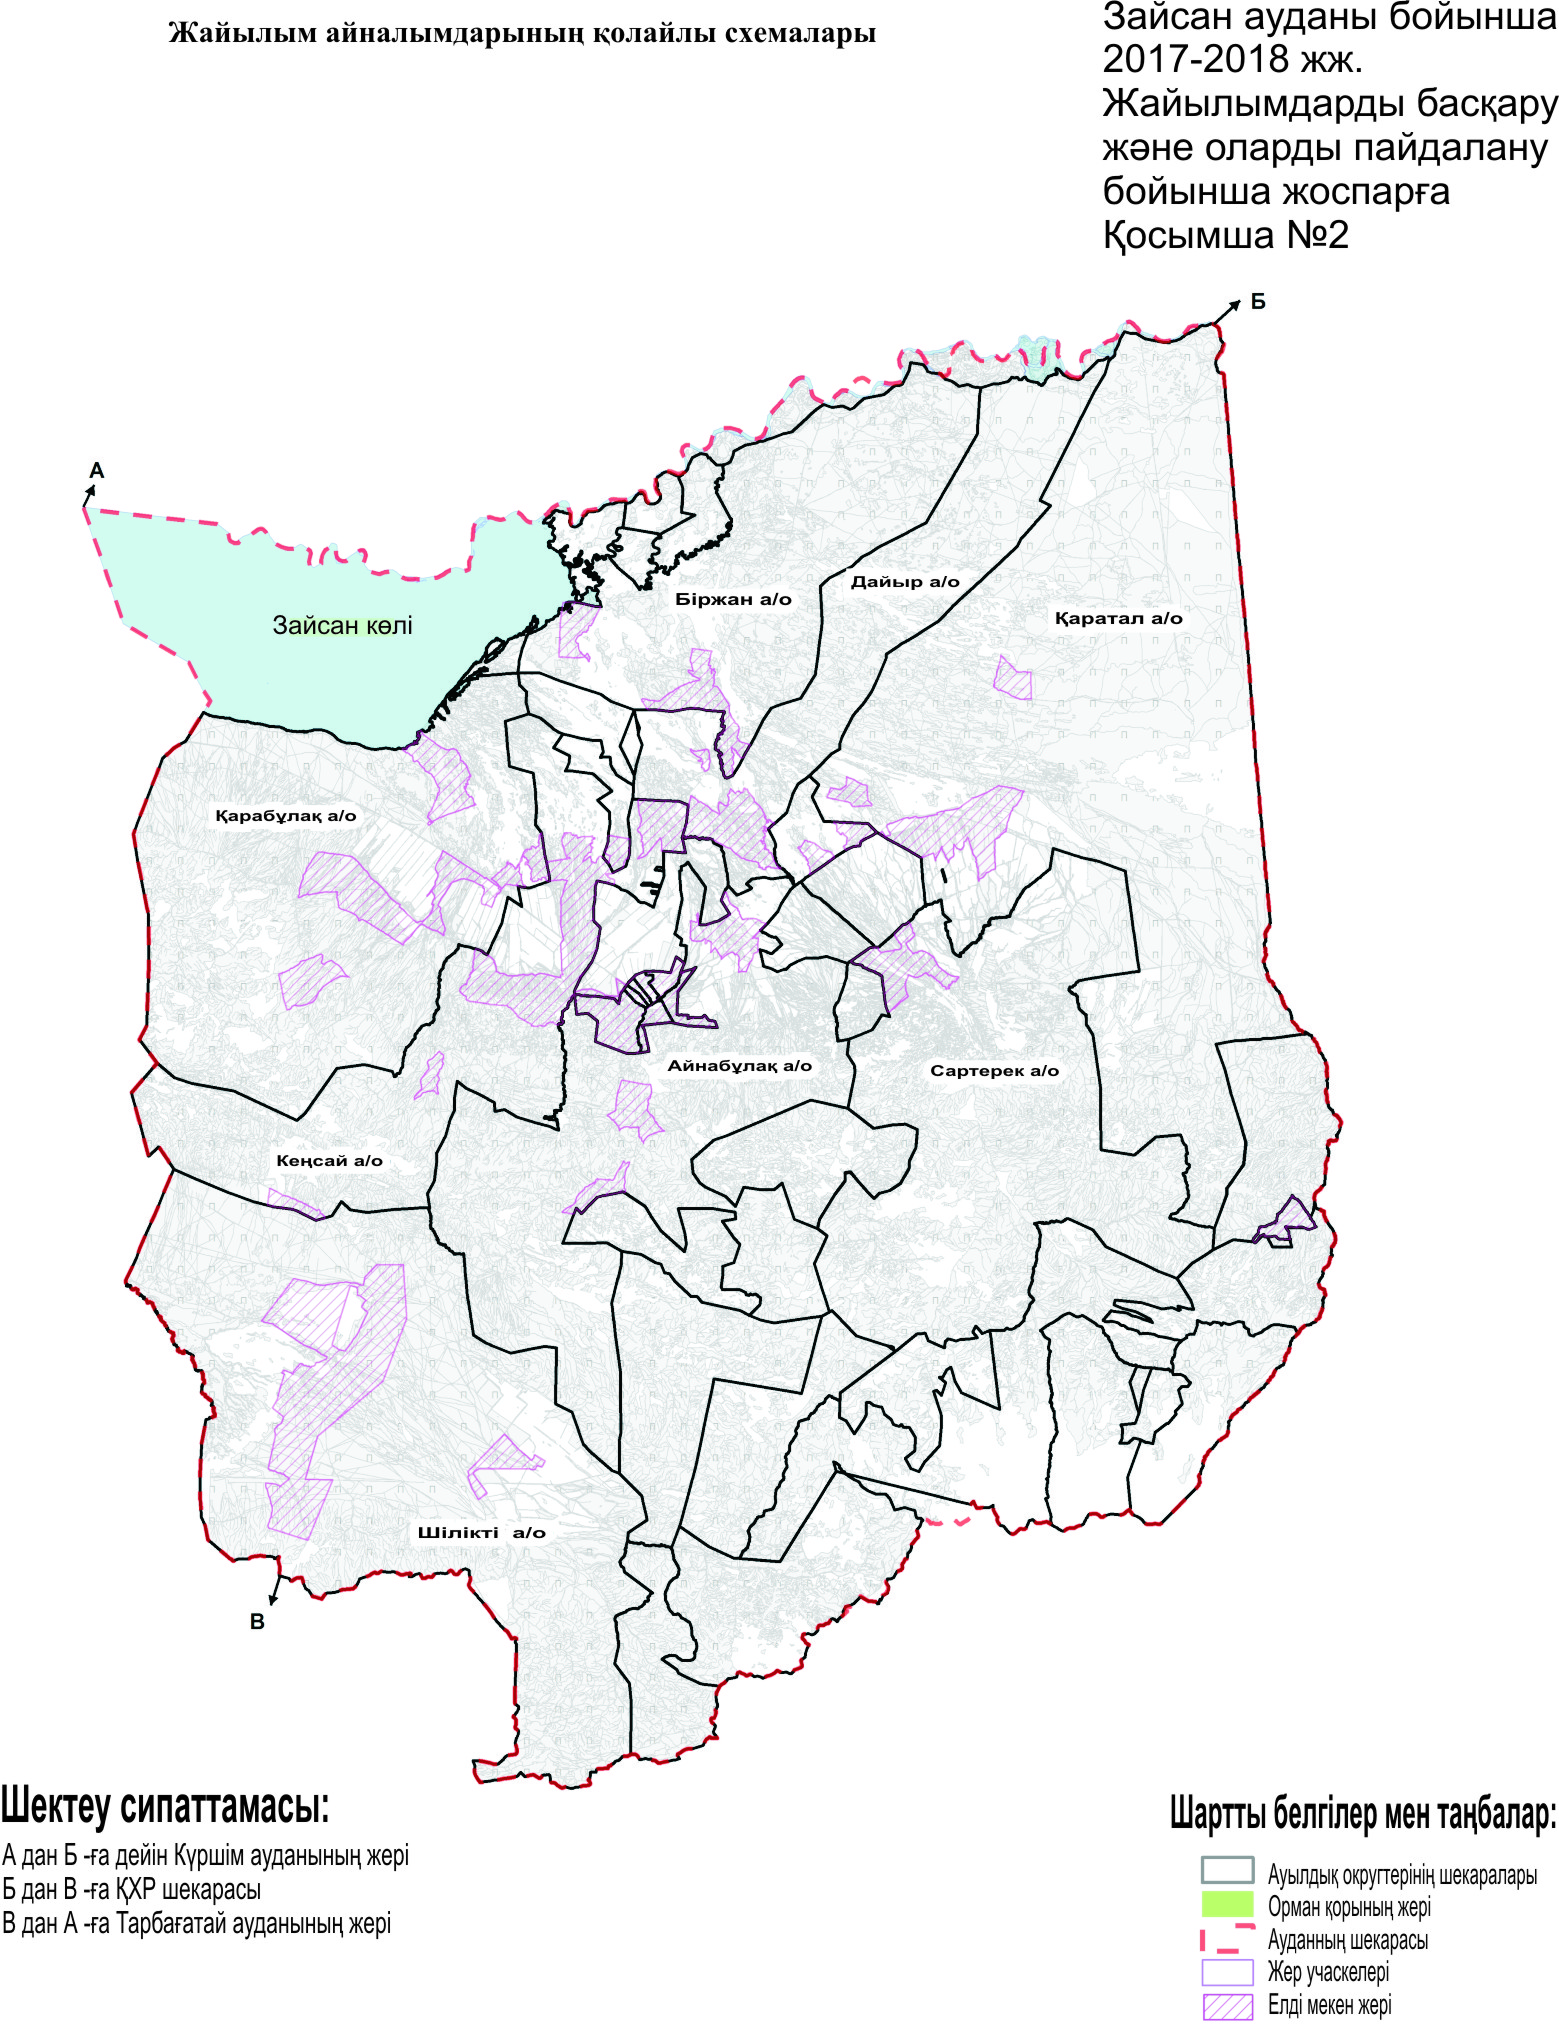 Жайылым айналымдарының қолайлы схемалары
Зайсан ауданы бойынша
2017-2018 жж.
Жайылымдарды басқару
және оларды пайдалану
бойынша жоспарға
Қосымша №2
Б
А
Зайсан көлі
Біржан а/о
Дайыр а/о
Қаратал а/о
Қарабұлақ а/о
Айнабұлақ а/о
Сартерек а/о
Кеңсай а/о
Шілікті а/о
В
Шектеу сипаттамасы:
А дан Б -ға дейін Күршім ауданының жері
Б дан В -ға ҚХР шекарасы
В дан А -ға Тарбағатай ауданының жері
Шартты белгілер мен таңбалар:
Ауылдық округтерінің шекаралары
Орман қорының жері
Ауданның шекарасы
Жер учаскелері
Елді мекен жері